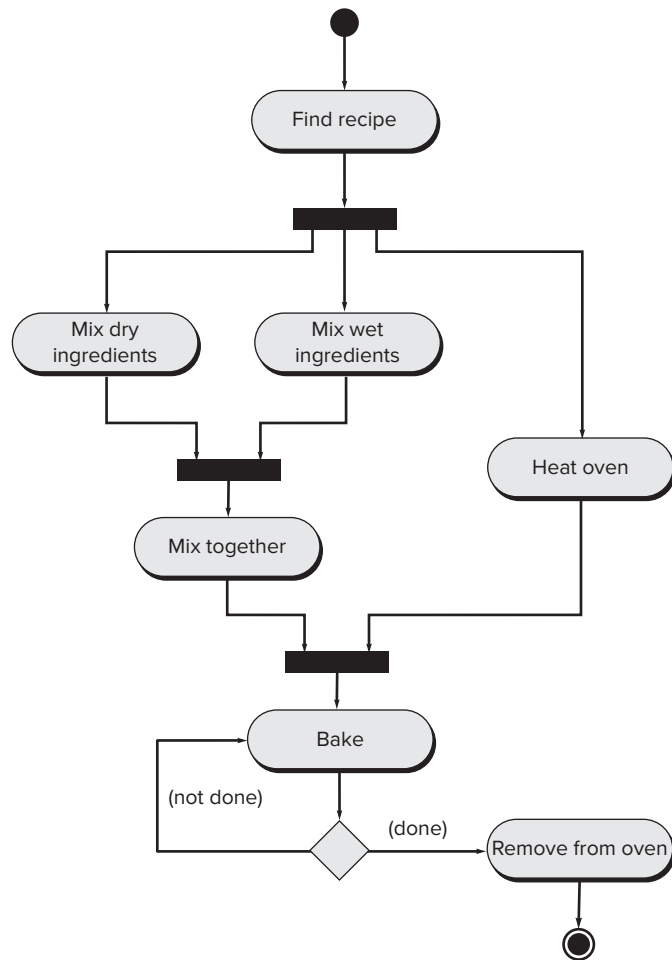 Find recipe
Mix dry
ingredients
Mix wet
ingredients
Heat oven
Mix together
Bake
(not done)
(done)
Remove from oven